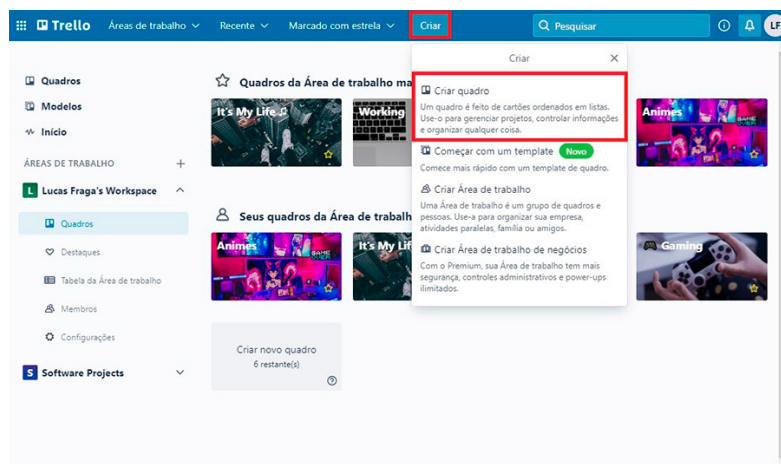 Trello Áreas de trabalho Recente Marcado com estrela Criar Pesquisar LF
Quadros
Modelos
Início
ÁREAS DE TRABALHO +
L Lucas Fraga's Workspace
Quadros
Destaques
Tabela da Área de trabalho
Membros
Configurações
S Software Projects
Quadros da Área de trabalho ma
It's My Life
Working
Animes
GAME OVER
Seus quadros da Área de trabalh
Animes
GAME OVER
It's My Lif
Gaming
Criar novo quadro
6 restante(s)
Criar
Criar quadro
Um quadro é feito de cartões ordenados em listas.
Use-o para gerenciar projetos, controlar informações
e organizar qualquer coisa.
Começar com um template Novo
Comece mais rápido com um template de quadro.
Criar Área de trabalho
Uma Área de trabalho é um grupo de quadros e
pessoas. Use-a para organizar sua empresa,
atividades paralelas, família ou amigos.
Criar Área de trabalho de negócios
Com o Premium, sua Área de trabalho tem mais
segurança, controles administrativos e power-ups
ilimitados.